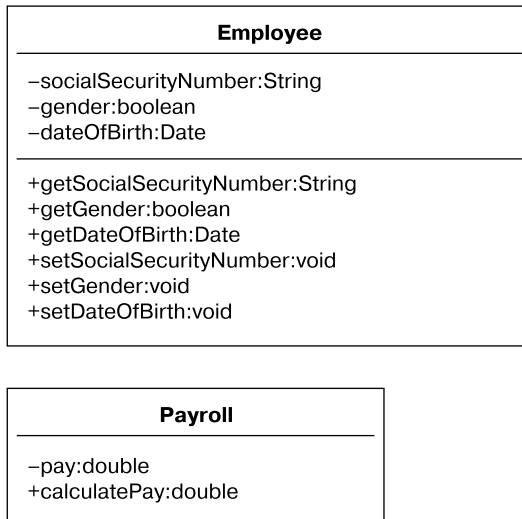 Employee
–socialSecurityNumber:String
–gender:boolean
–dateOfBirth:Date
+getSocialSecurityNumber:String
+getGender:boolean
+getDateOfBirth:Date
+setSocialSecurityNumber:void
+setGender:void
+setDateOfBirth:void
Payroll
–pay:double
+calculatePay:double